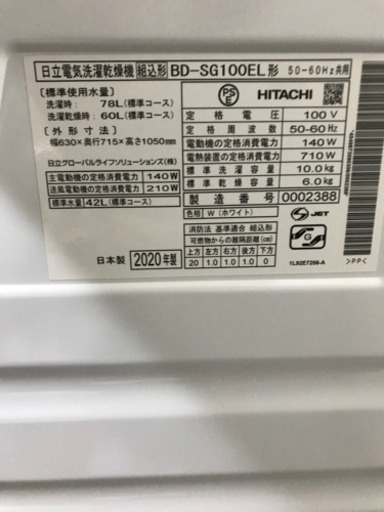 日立電気洗濯乾燥機 組込形 BD-SG100EL形 50-60Hz共用
[標準使用水量]
洗濯時: 78L(標準コース)
洗乾時: 60L(標準コース)
[外形寸法]
幅630×奥行715×高さ1050mm
日立グローバルライフソリューションズ(株)
主電動機の定格消費電力 140W
送風電動機の定格消費電力 210W
標準水量 42L(標準コース)
PS E
HITACHI
定格電圧 100V
定格周波数 50-60Hz
電動機の定格消費電力 140W
電熱装置の定格消費電力 710W
標準洗濯容量 10.0kg
標準乾燥容量 6.0kg
製造番号 0002388
色相 W(ホワイト)
消防法 基準適合 組込形
可燃物からの離隔距離(cm)
上方 左方 右方 前方 後方 下方
20 1.0 1.0 1.0 0
S JET
日本製 2020年製
1L92E7256-A
>PP<